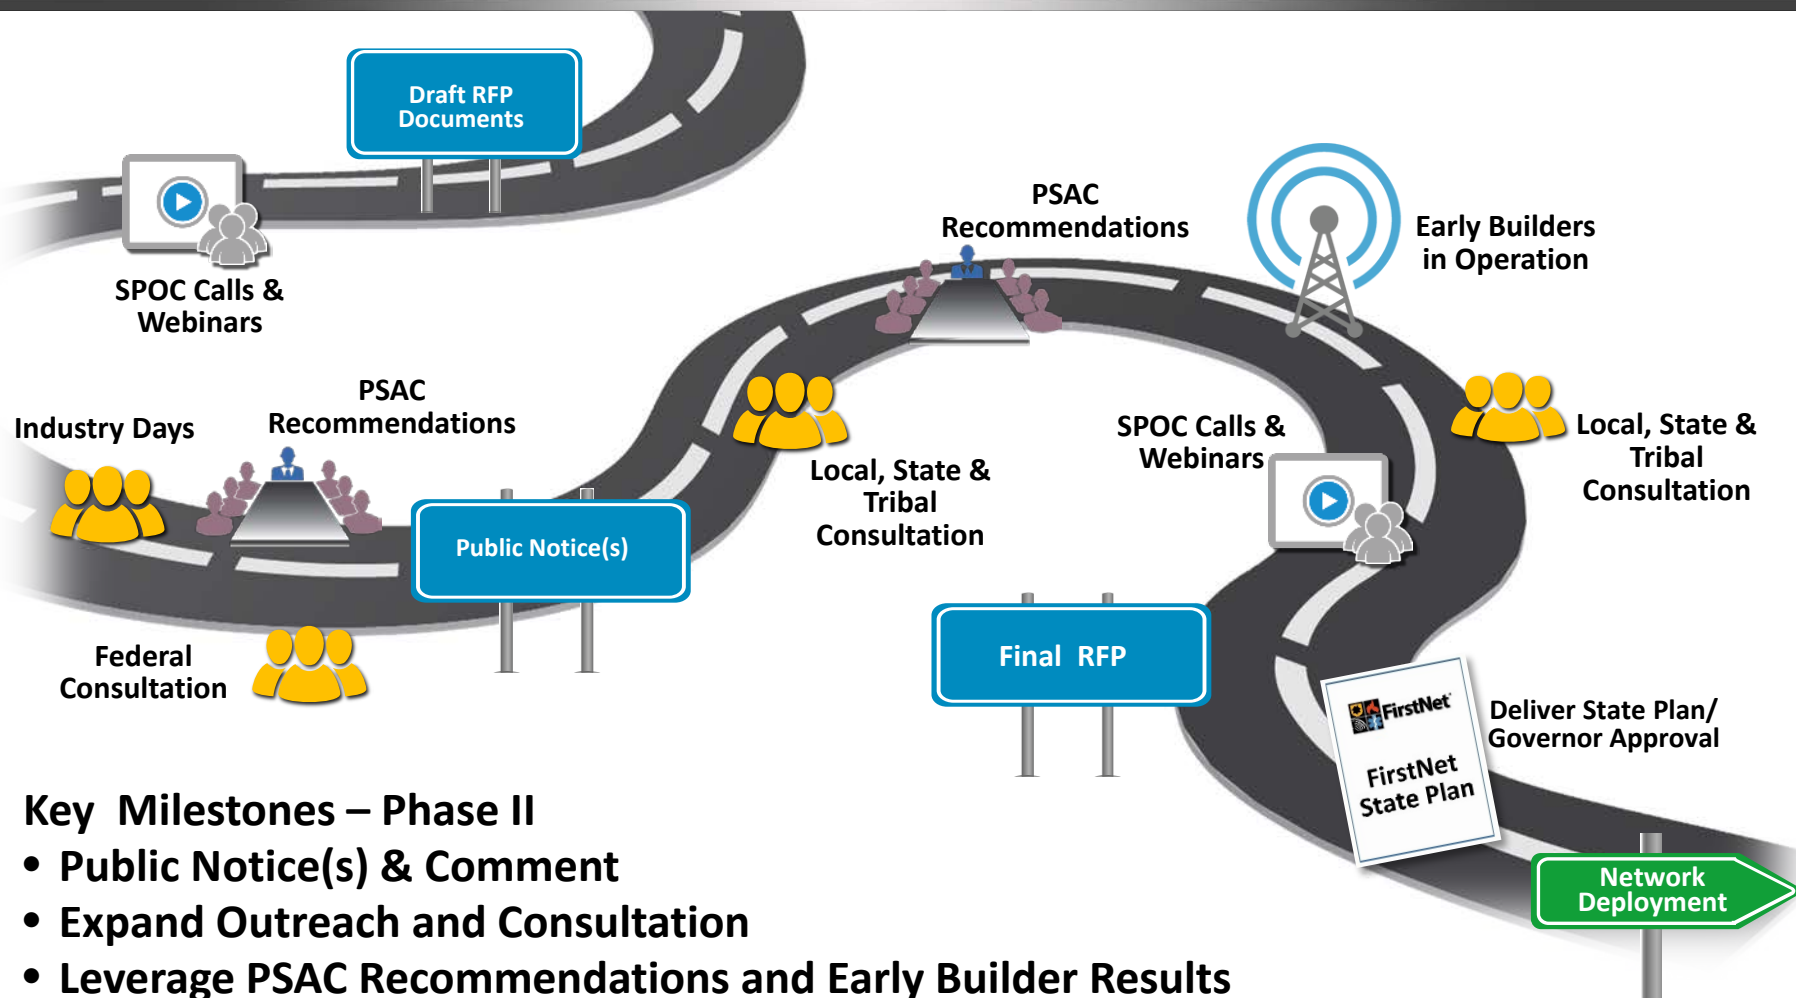 Draft RFP
Documents
SPOC Calls &
Webinars
PSAC
Recommendations
Early Builders
in Operation
Industry Days
PSAC
Recommendations
Local, State &
Tribal
Consultation
SPOC Calls &
Webinars
Local, State &
Tribal
Consultation
Public Notice(s)
Federal
Consultation
Final RFP
FirstNet
FirstNet
State Plan
Deliver State Plan/
Governor Approval
Network
Deployment
Key Milestones – Phase II
• Public Notice(s) & Comment
• Expand Outreach and Consultation
• Leverage PSAC Recommendations and Early Builder Results